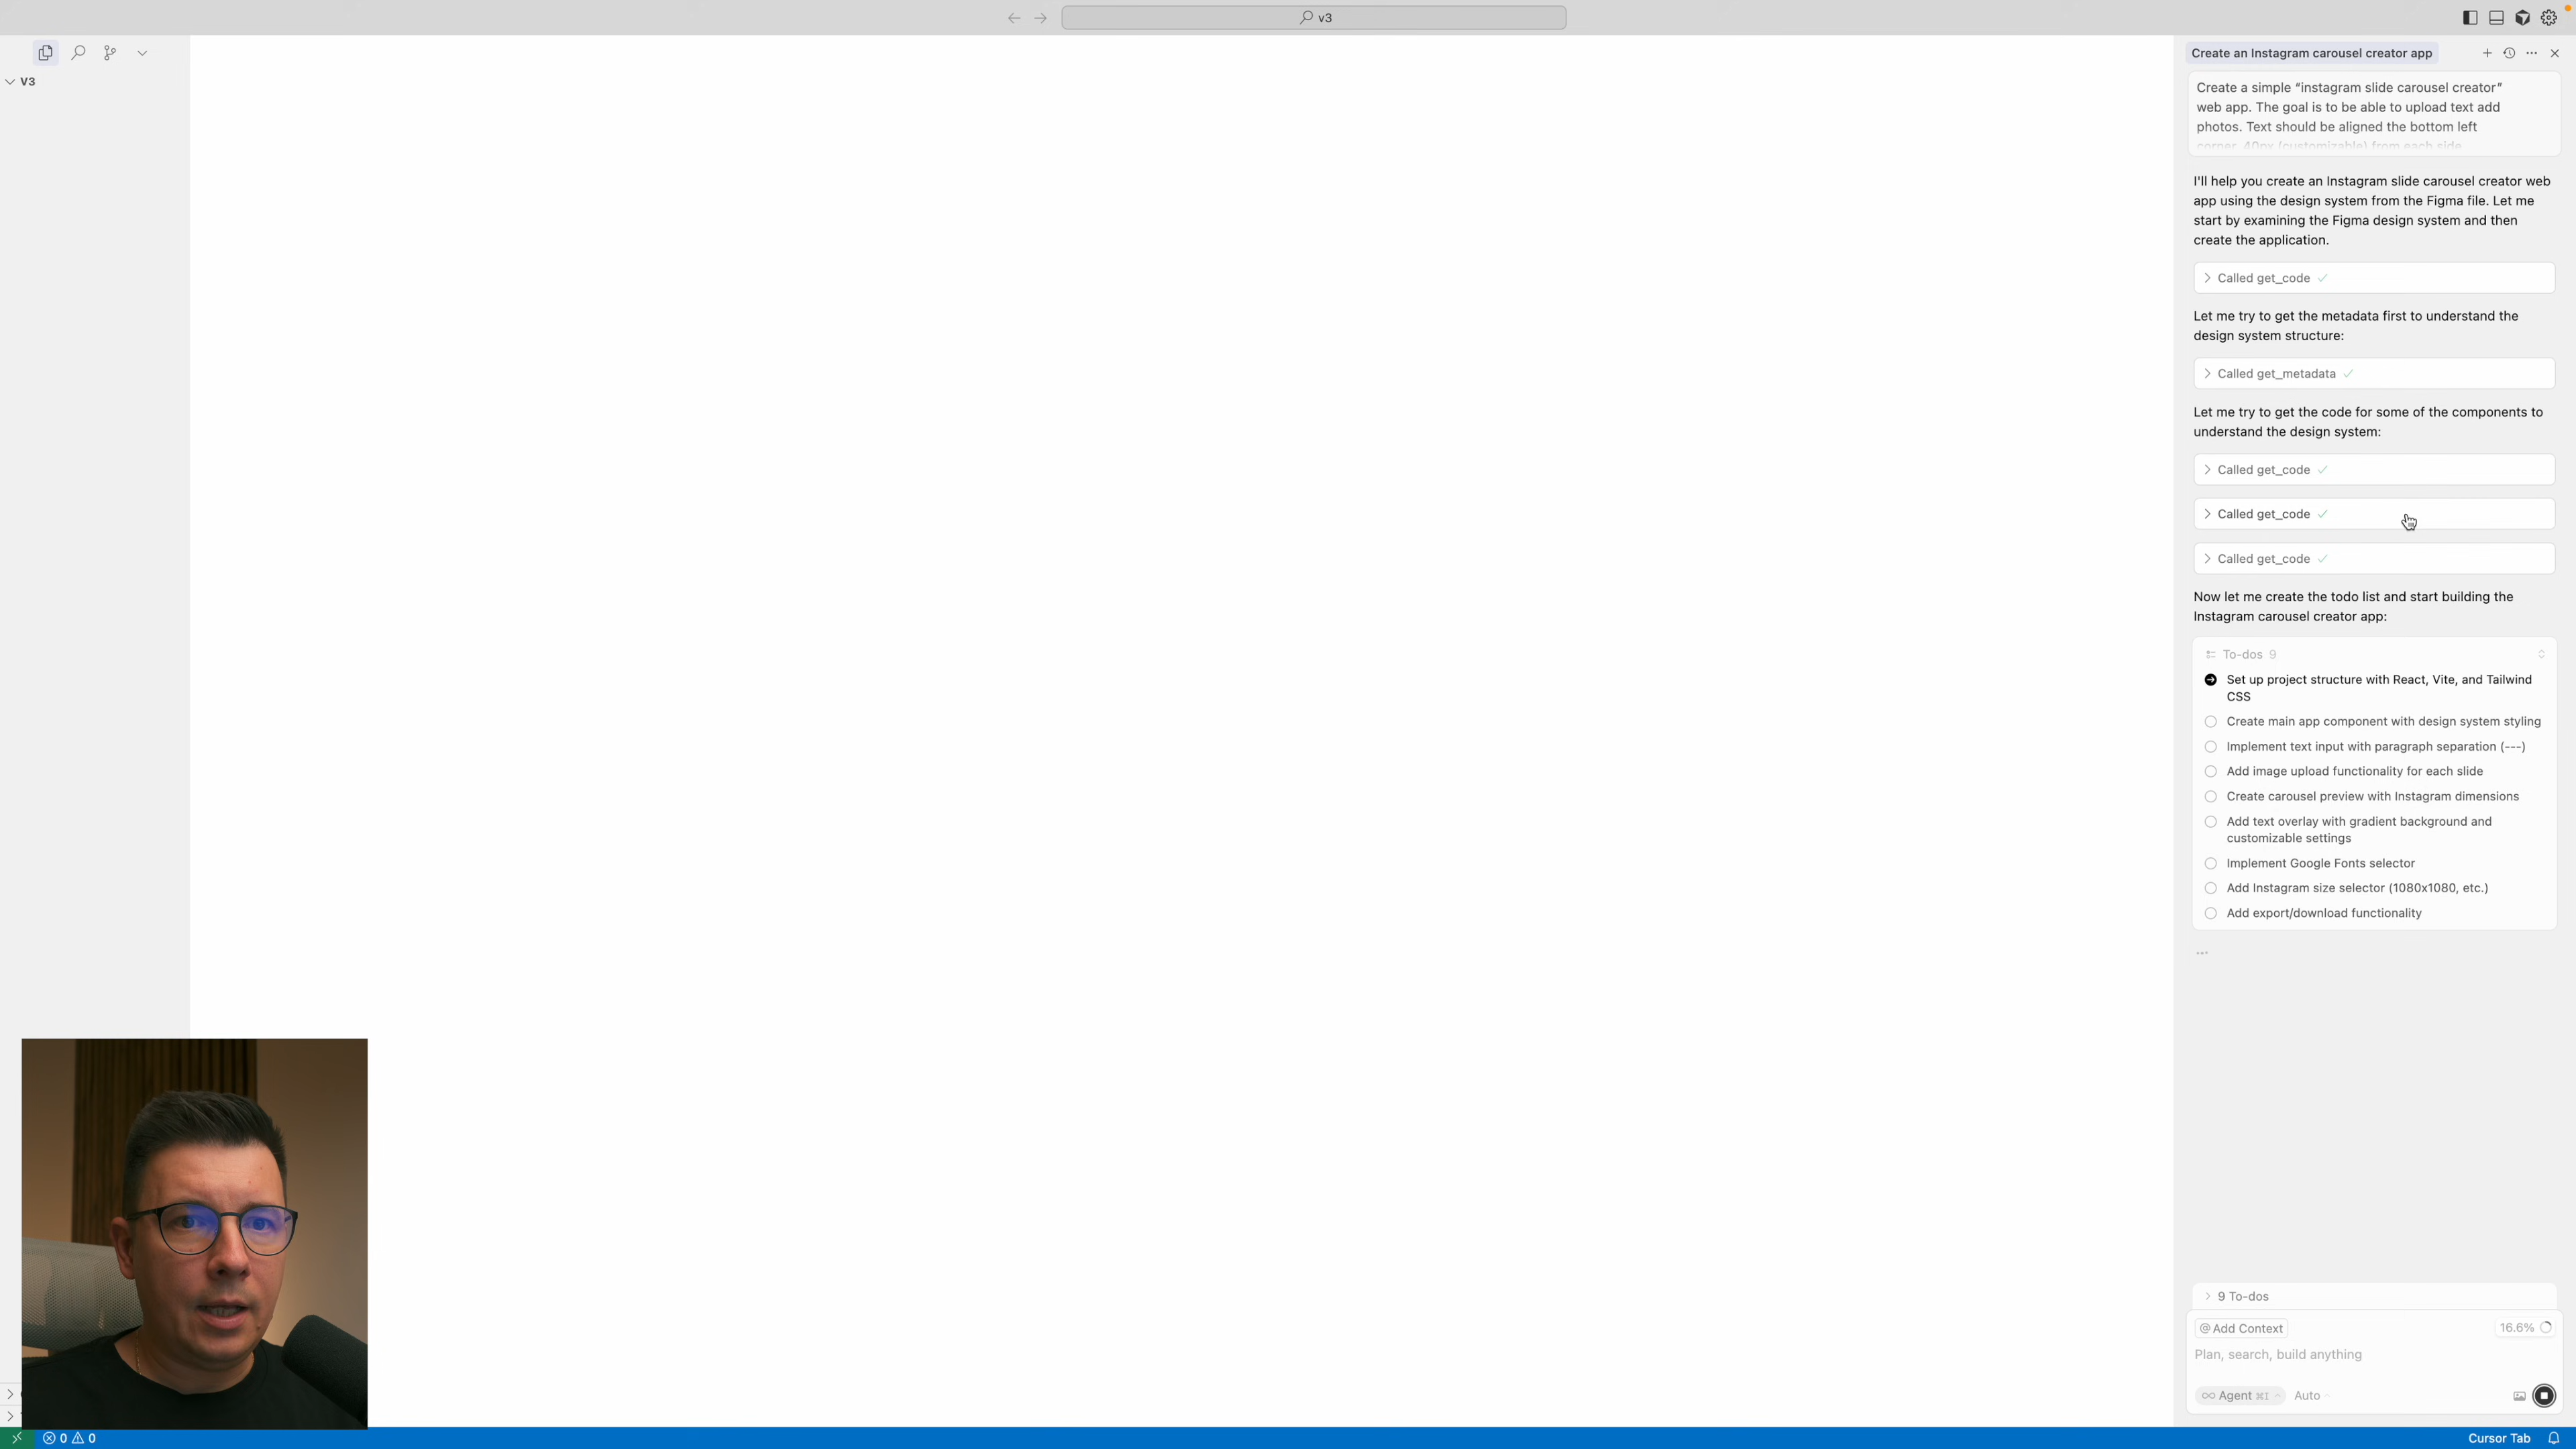 v3
V3
Create an Instagram carousel creator app
Create a simple “instagram slide carousel creator”
web app. The goal is to be able to upload text add
photos. Text should be aligned the bottom left
corner, 40px (customizable) from each side
I'll help you create an Instagram slide carousel creator web
app using the design system from the Figma file. Let me
start by examining the Figma design system and then
create the application.
Called get_code
Let me try to get the metadata first to understand the
design system structure:
Called get_metadata
Let me try to get the code for some of the components to
understand the design system:
Called get_code
Called get_code
Called get_code
Now let me create the todo list and start building the
Instagram carousel creator app:
To-dos 9
Set up project structure with React, Vite, and Tailwind
CSS
Create main app component with design system styling
Implement text input with paragraph separation (---)
Add image upload functionality for each slide
Create carousel preview with Instagram dimensions
Add text overlay with gradient background and
customizable settings
Implement Google Fonts selector
Add Instagram size selector (1080x1080, etc.)
Add export/download functionality
9 To-dos
@ Add Context
16.6%
Plan, search, build anything
Agent ⌘I
Auto
0 0
Cursor Tab